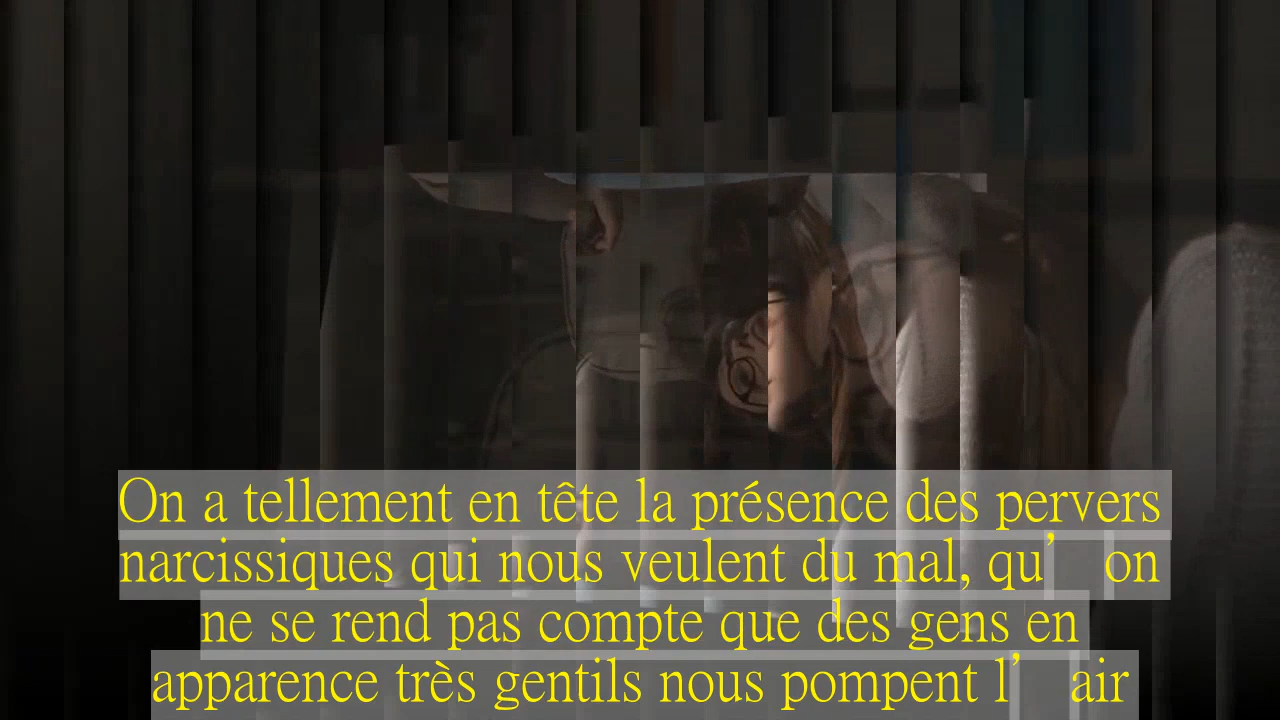 On a tellement en tête la présence des pervers
narcissiques qui nous veulent du mal, qu’on
ne se rend pas compte que des gens en
apparence très gentils nous pompent l’air